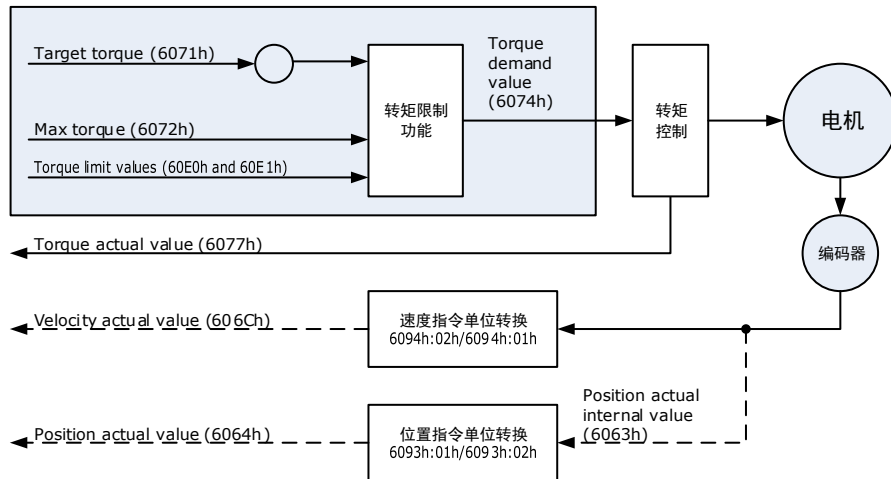 Target torque (6071h)
Max torque (6072h)
Torque limit values (60E0h and 60E1h)
转矩限制
功能
Torque
demand
value
(6074h)
转矩
控制
电机
编码器
Torque actual value (6077h)
Velocity actual value (606Ch)
速度指令单位转换
6094h:02h/6094h:01h
Position actual
internal value
(6063h)
Position actual value (6064h)
位置指令单位转换
6093h:01h/6093h:02h